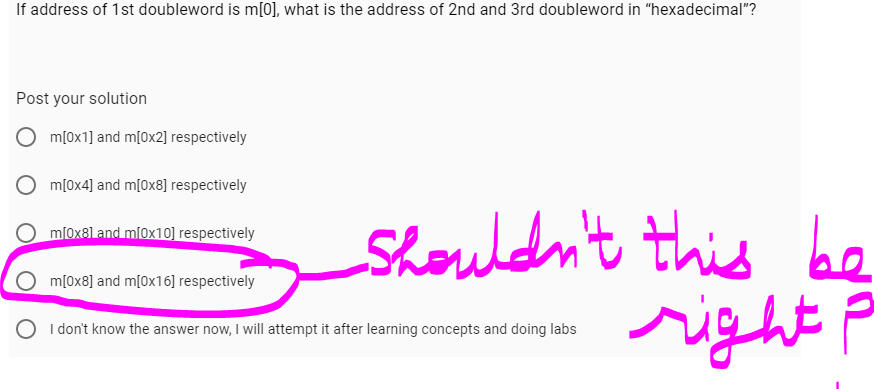 If address of 1st doubleword is m[0], what is the address of 2nd and 3rd doubleword in “hexadecimal”?
Post your solution
m[0x1] and m[0x2] respectively
m[0x4] and m[0x8] respectively
m[0x8] and m[0x10] respectively
m[0x8] and m[0x16] respectively
I don't know the answer now, I will attempt it after learning concepts and doing labs
Shouldn't this be
right ?